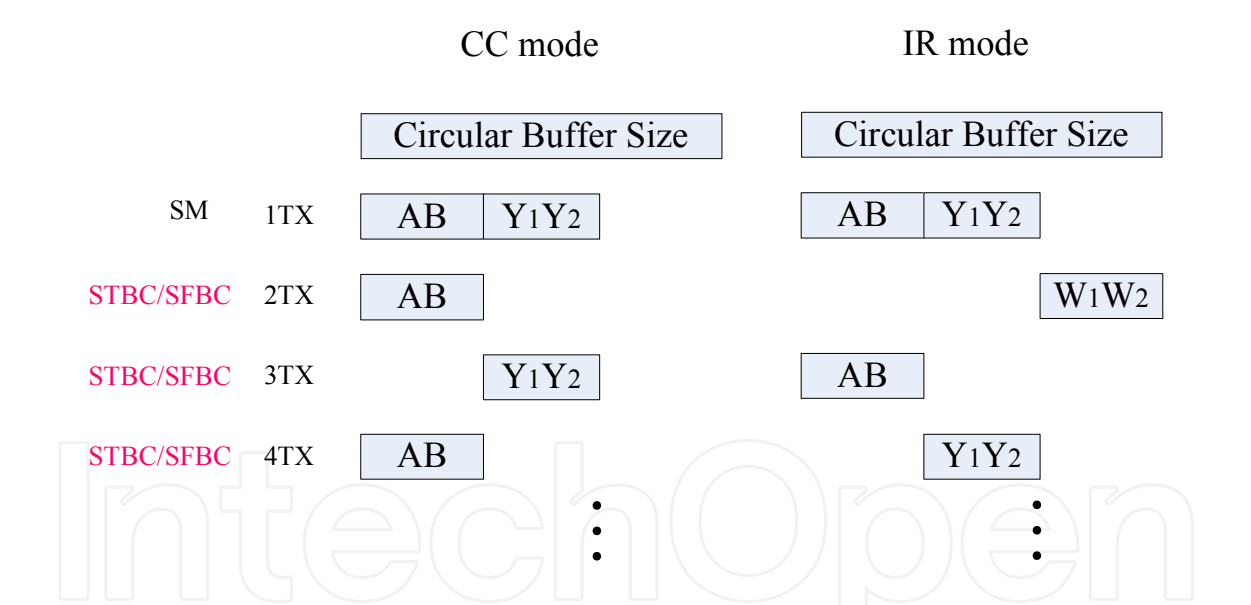 CC mode IR mode
Circular Buffer Size Circular Buffer Size
SM 1TX AB Y1Y2 AB Y1Y2
STBC/SFBC 2TX AB W1W2
STBC/SFBC 3TX Y1Y2 AB
STBC/SFBC 4TX AB Y1Y2
IntechOpen